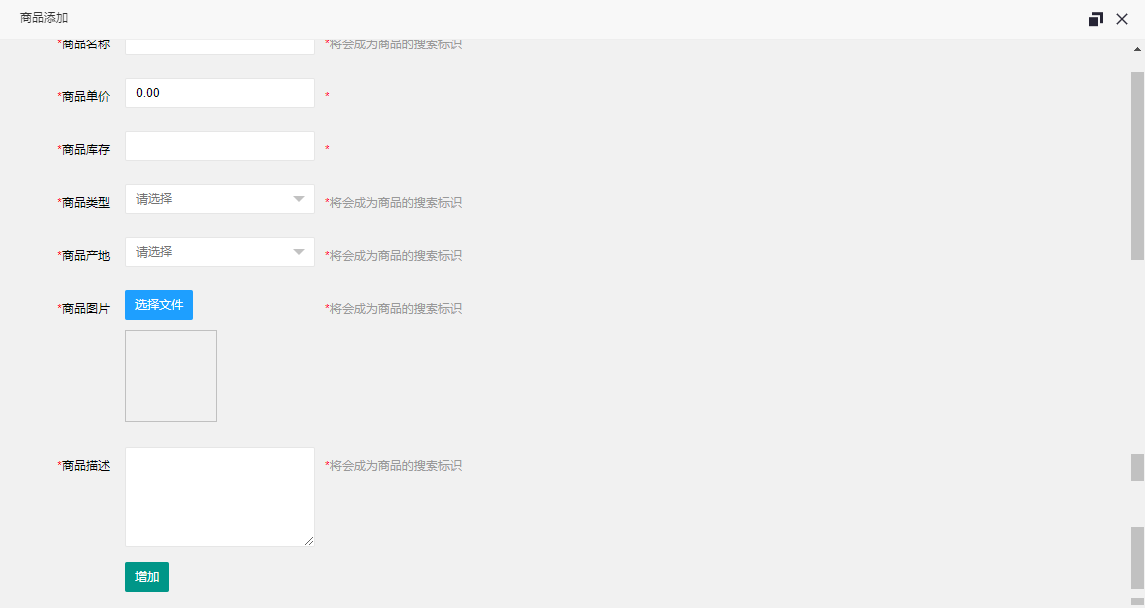 商品添加
*商品名称 *将会成为商品的搜索标识
*商品单价 0.00 *
*商品库存 *
*商品类型 请选择 *将会成为商品的搜索标识
*商品产地 请选择 *将会成为商品的搜索标识
*商品图片 选择文件 *将会成为商品的搜索标识
*商品描述 *将会成为商品的搜索标识
增加